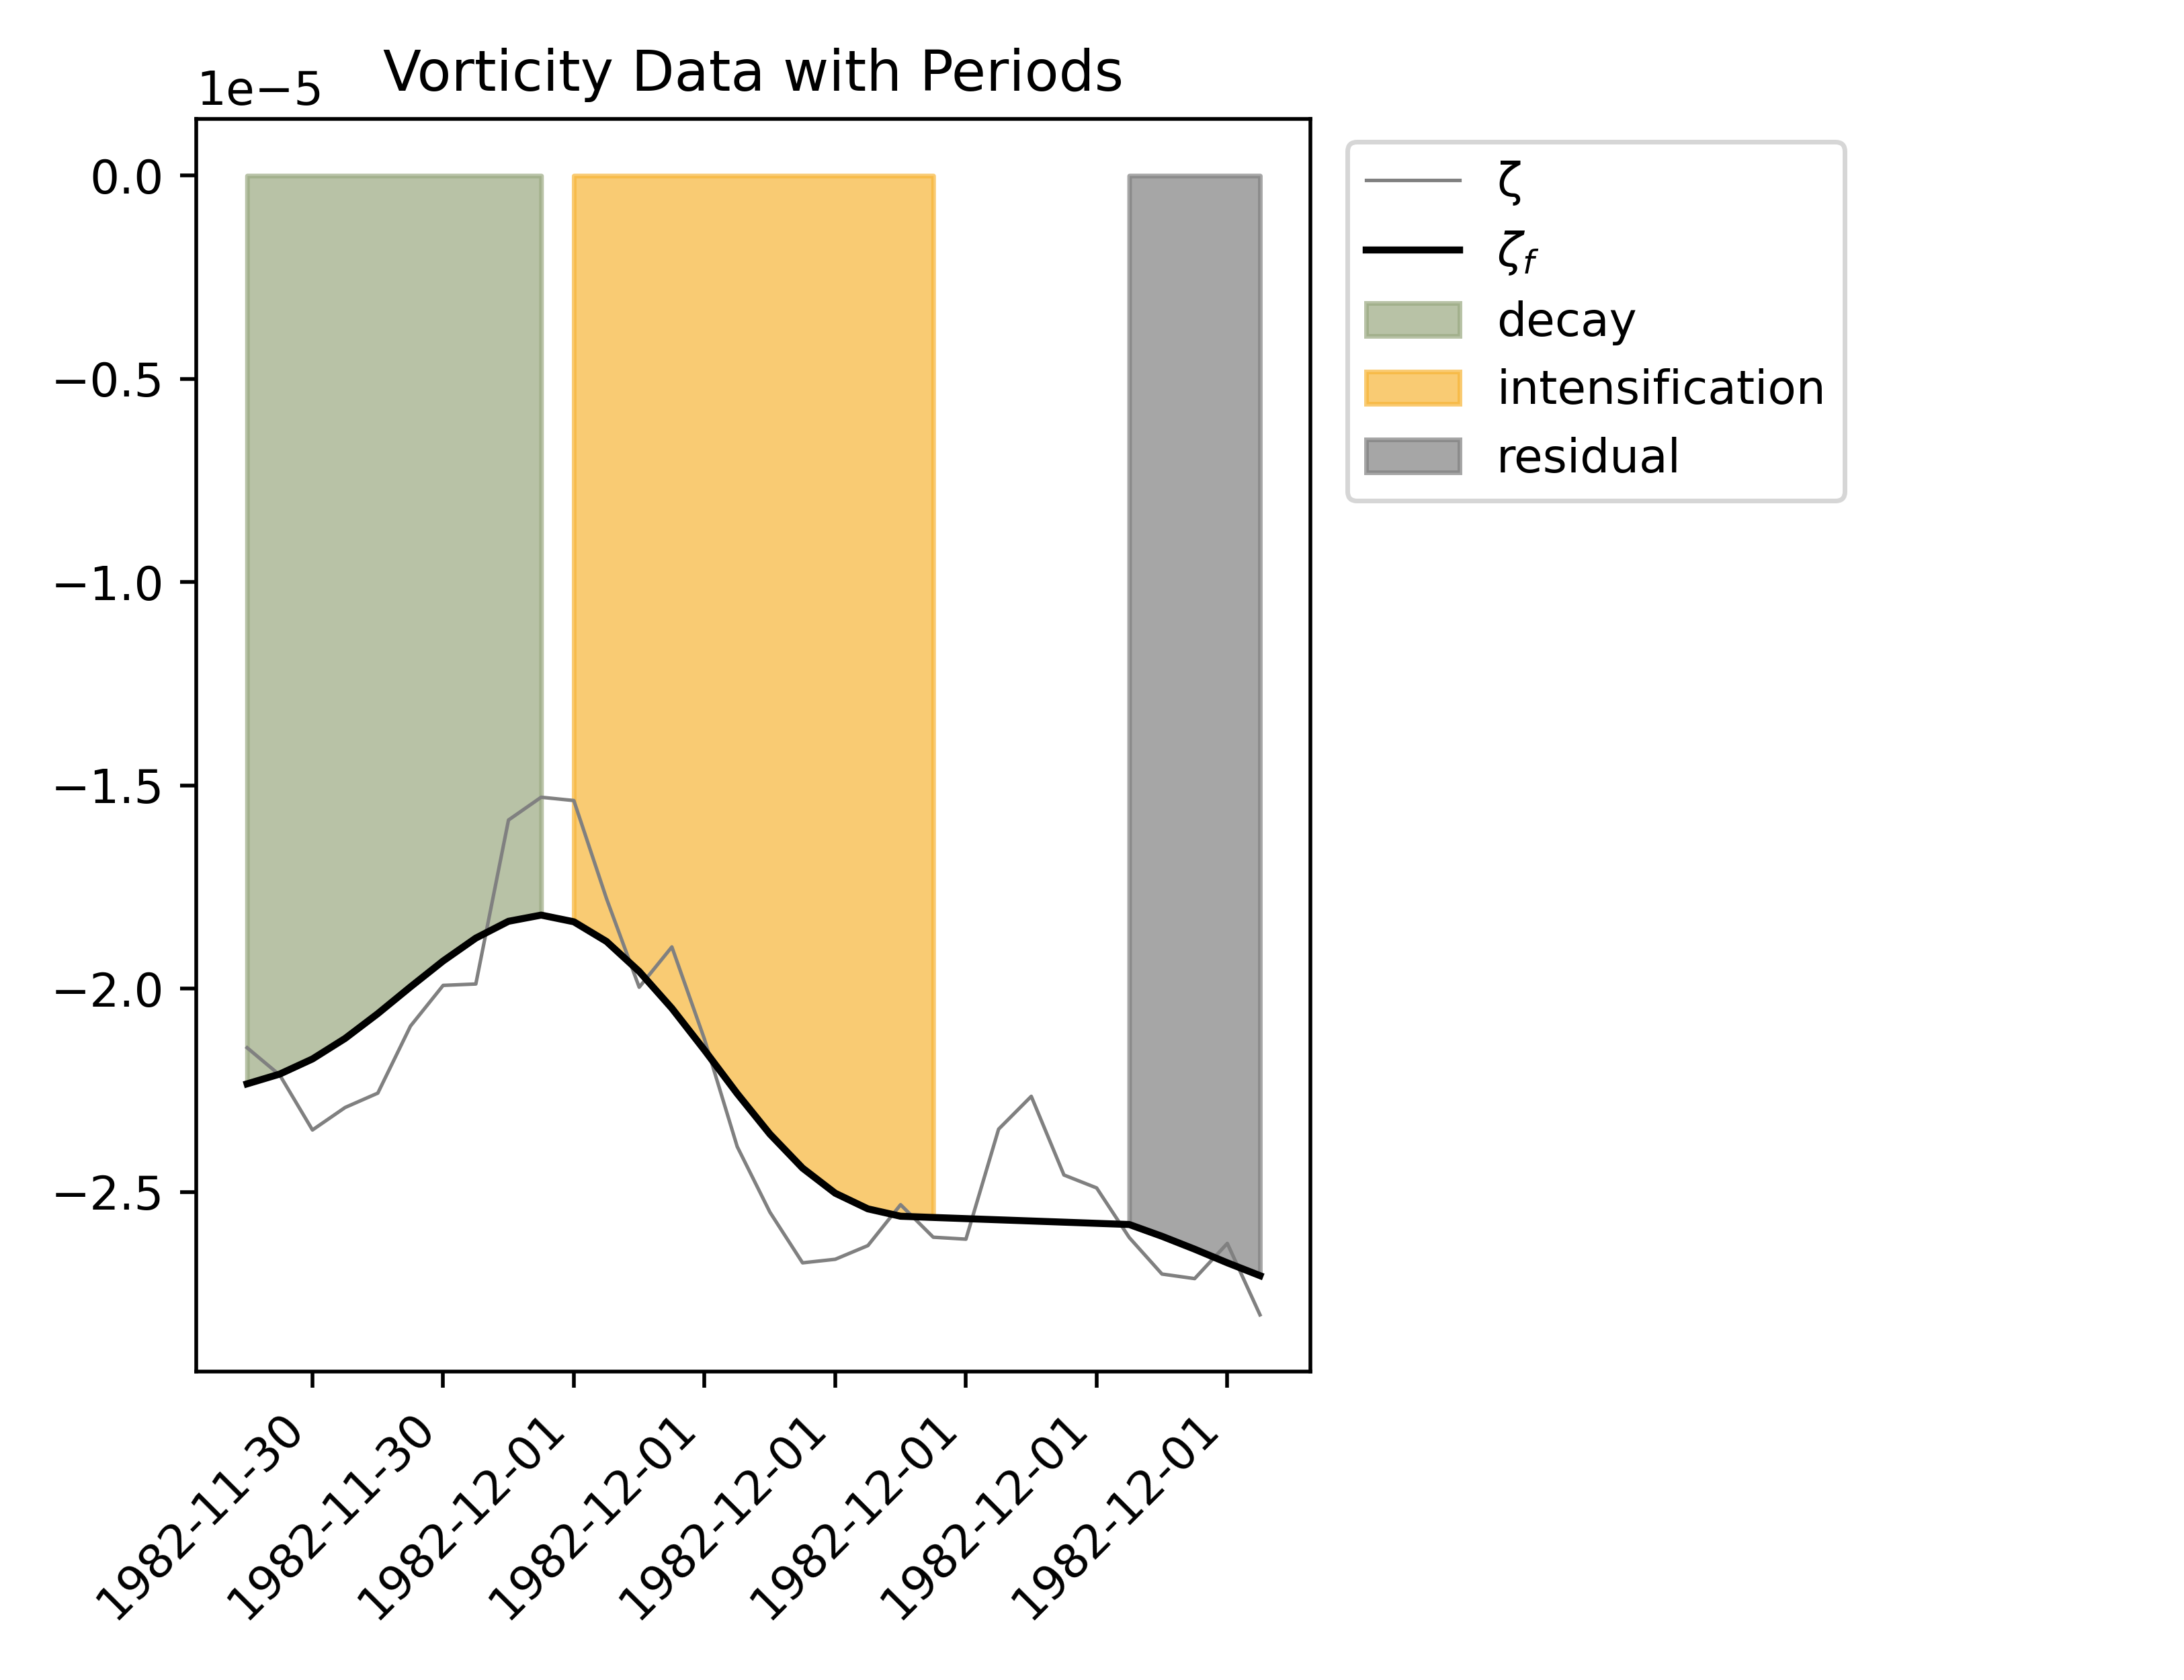 Vorticity Data with Periods
1e−5
0.0
−0.5
−1.0
−1.5
−2.0
−2.5
1982-11-30
1982-11-30
1982-12-01
1982-12-01
1982-12-01
1982-12-01
1982-12-01
1982-12-01
ζ
ζf
decay
intensification
residual